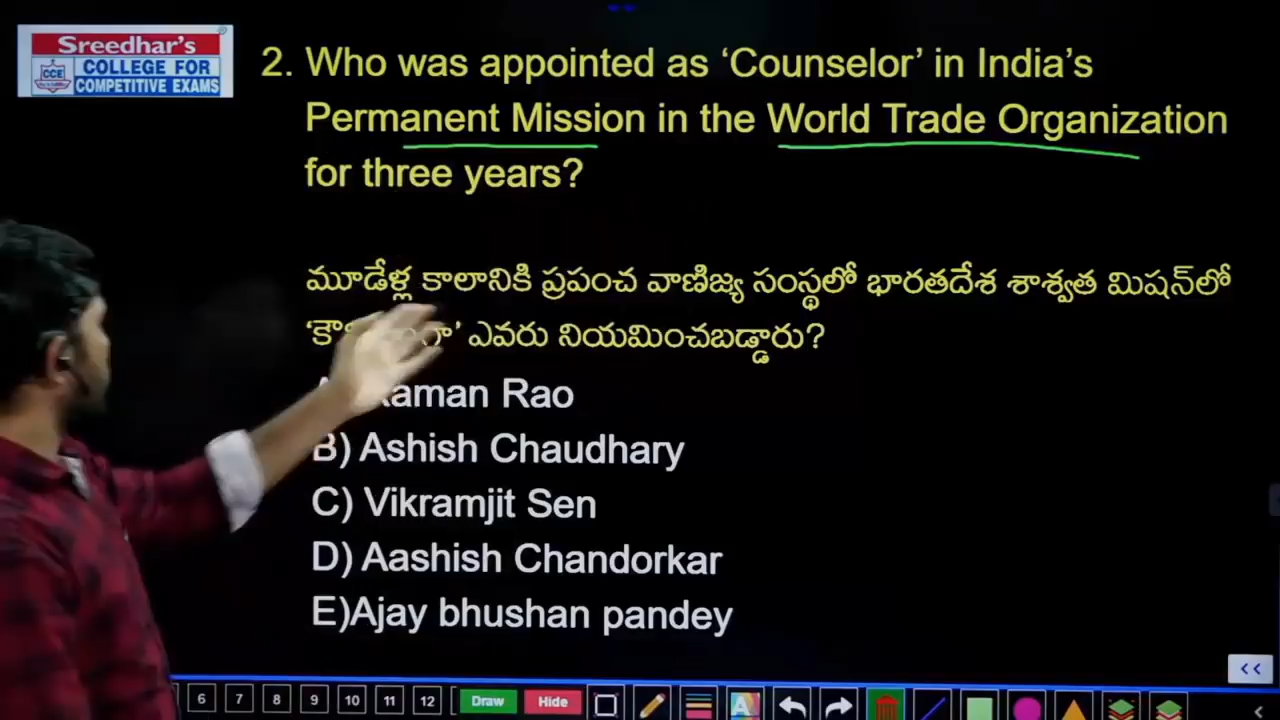 Sreedhar's
CCE
COLLEGE FOR
COMPETITIVE EXAMS
2. Who was appointed as ‘Counselor’ in India’s
Permanent Mission in the World Trade Organization
for three years?
మూడేళ్ల కాలానికి ప్రపంచ వాణిజ్య సంస్థలో భారతదేశ శాశ్వత మిషన్‌లో
ఎవరు నియమించబడ్డారు?
Raman Rao
B) Ashish Chaudhary
C) Vikramjit Sen
D) Aashish Chandorkar
E)Ajay bhushan pandey
<<
6 7 8 9 10 11 12 Draw Hide